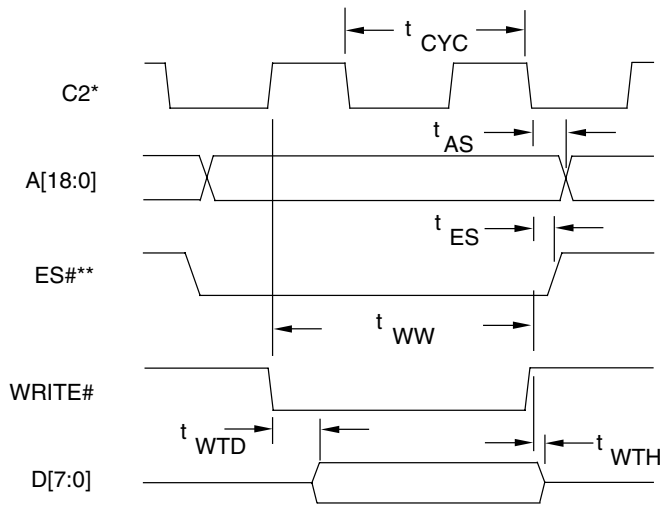 t CYC
C2*
t AS
A[18:0]
t ES
ES#**
t WW
WRITE#
t WTD
t WTH
D[7:0]